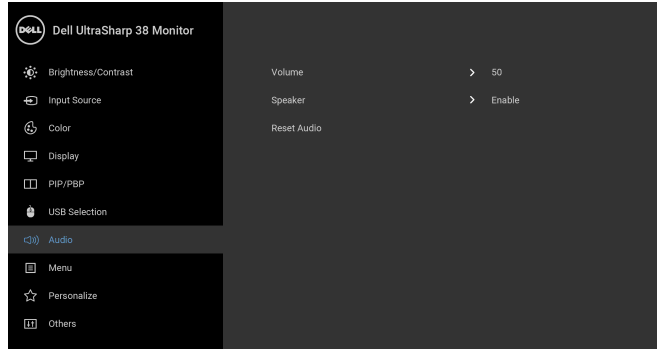 DELL Dell UltraSharp 38 Monitor
Brightness/Contrast
Input Source
Color
Display
PIP/PBP
USB Selection
Audio
Menu
Personalize
Others
Volume > 50
Speaker > Enable
Reset Audio